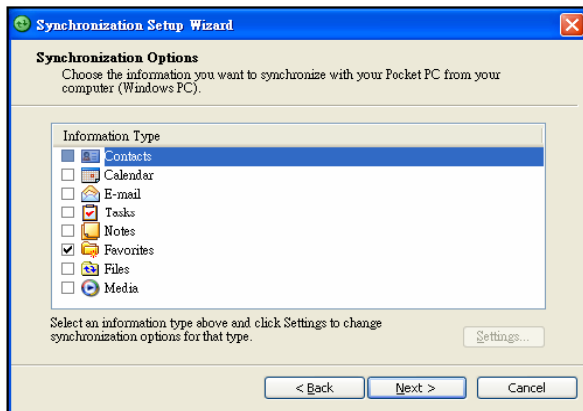 Synchronization Setup Wizard
Synchronization Options
Choose the information you want to synchronize with your Pocket PC from your
computer (Windows PC).
Information Type
Contacts
Calendar
E-mail
Tasks
Notes
Favorites
Files
Media
Select an information type above and click Settings to change
synchronization options for that type.
Settings...
< Back
Next >
Cancel